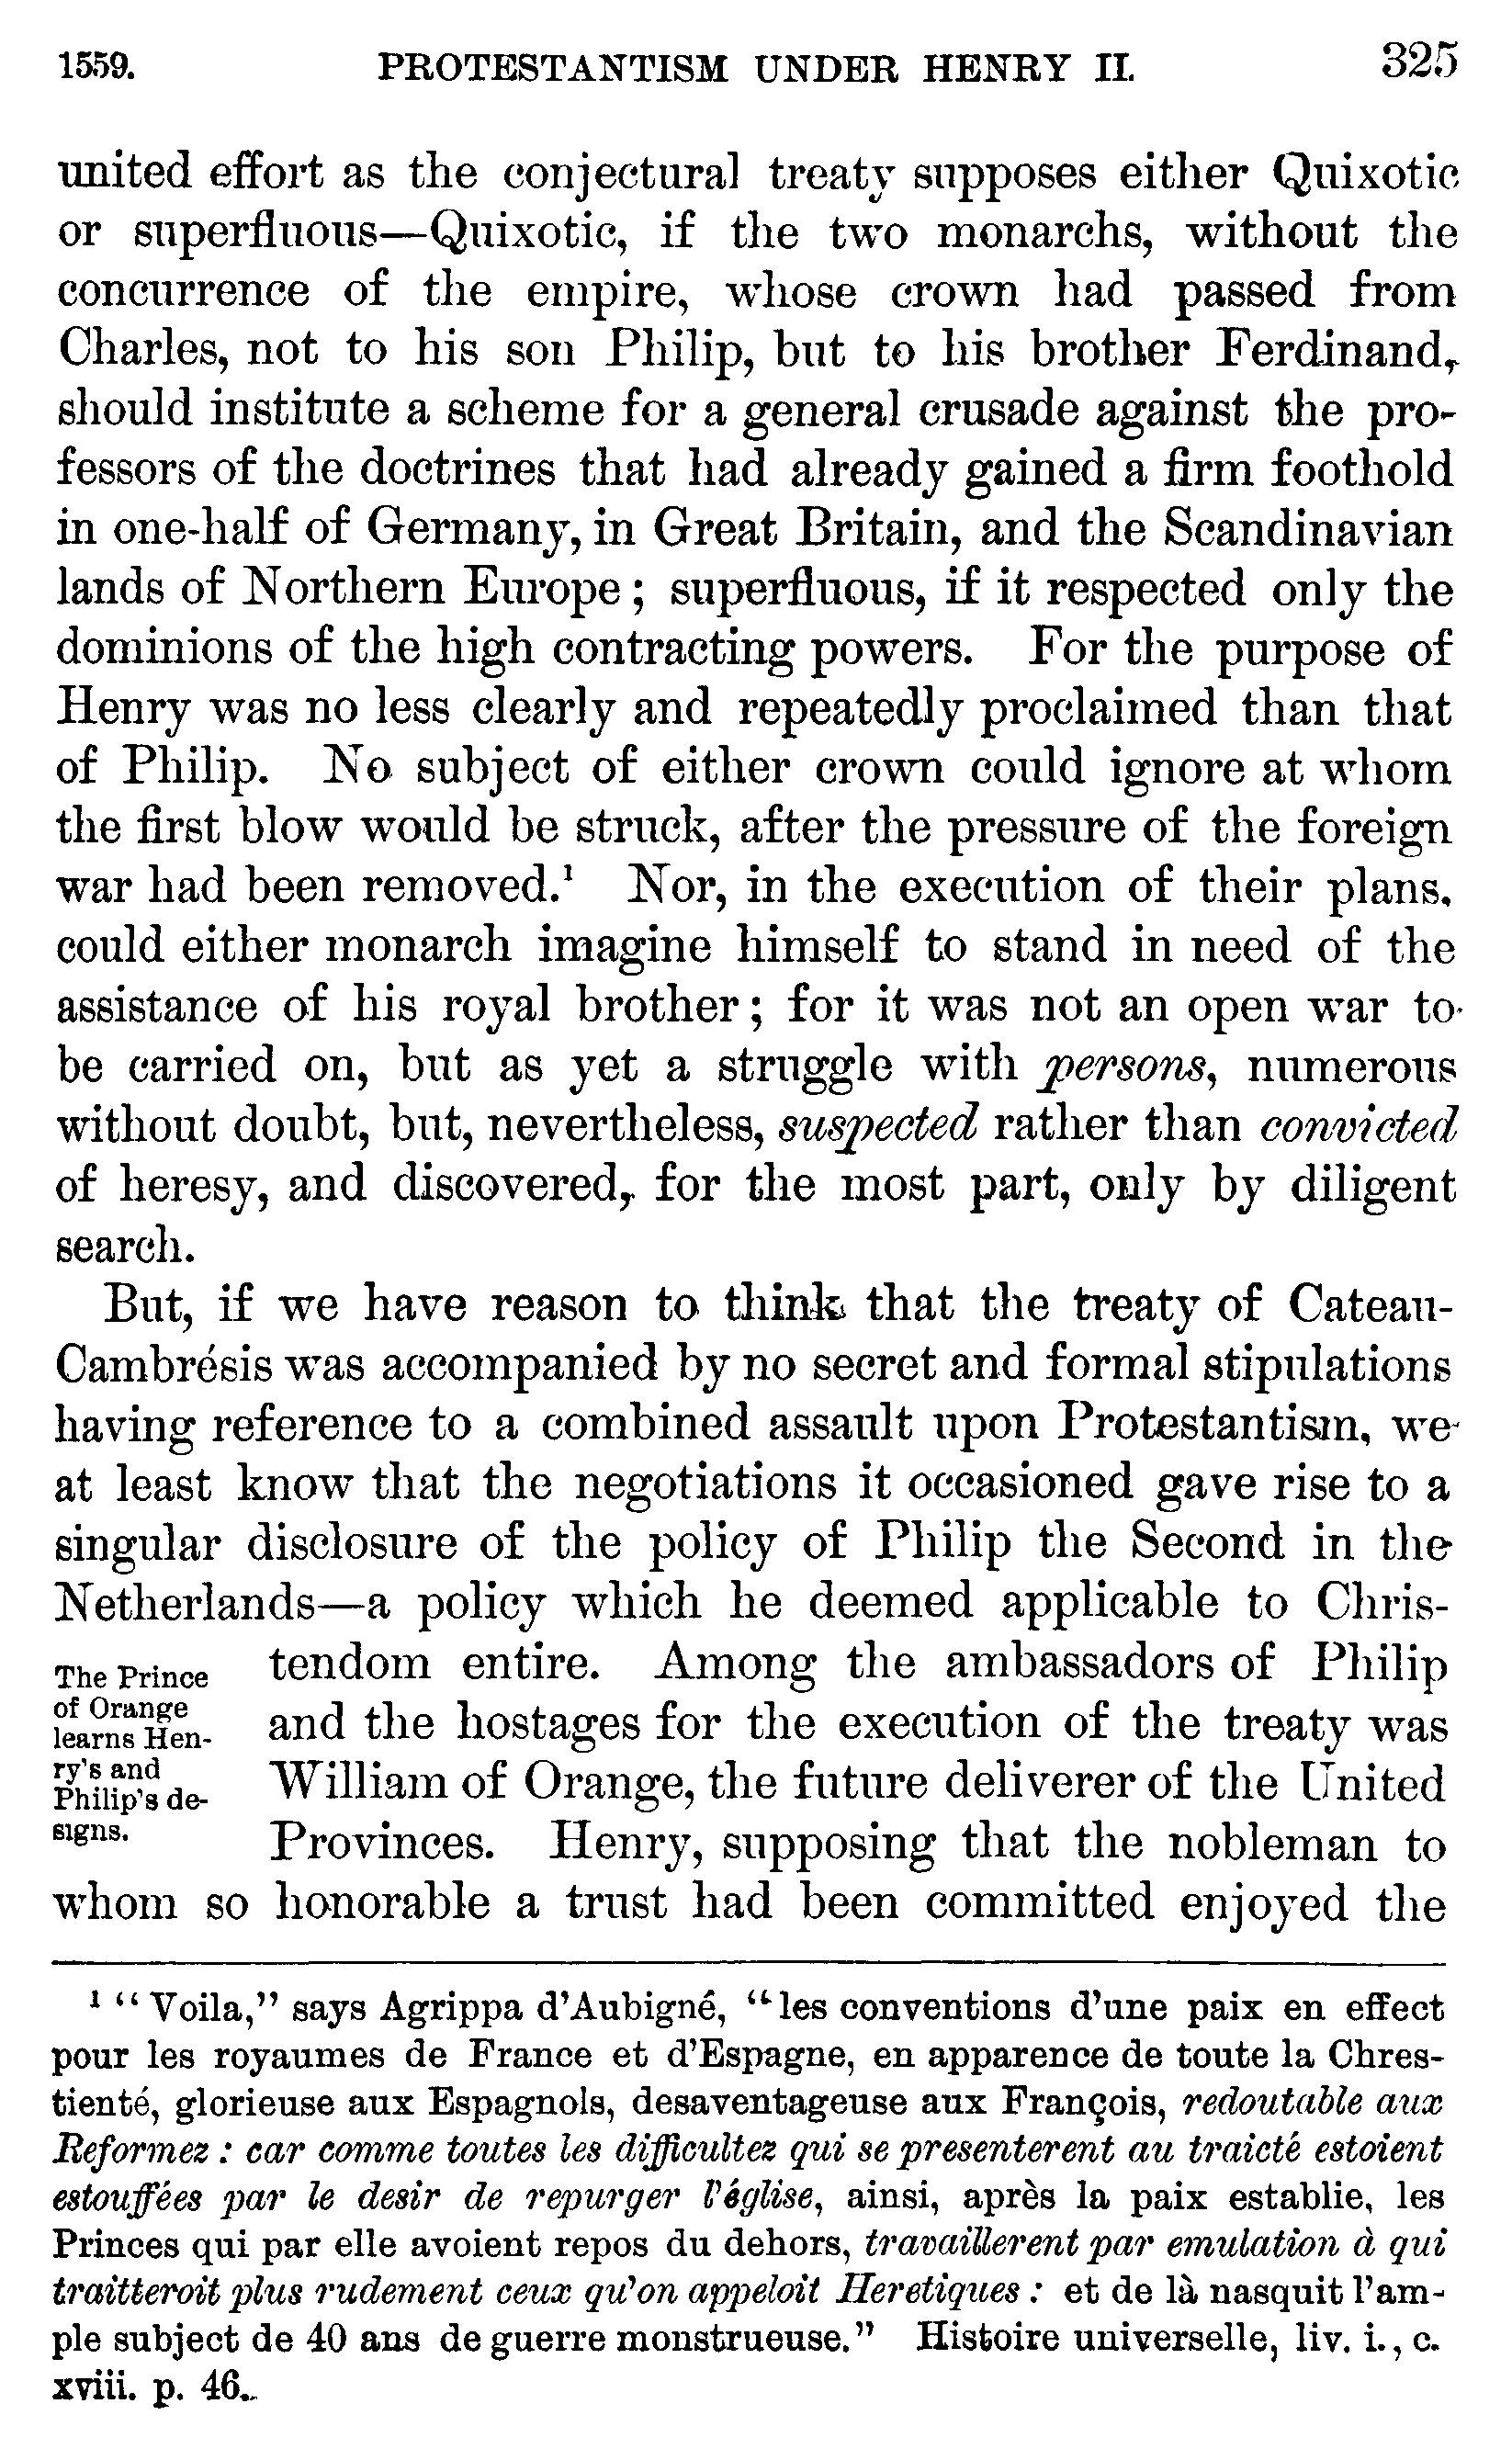 1559. PROTESTANTISM UNDER HENRY II. 325
united effort as the conjectural treaty supposes either Quixotic
or superfluous—Quixotic, if the two monarchs, without the
concurrence of the empire, whose crown had passed from
Charles, not to his son Philip, but to his brother Ferdinand,
should institute a scheme for a general crusade against the pro-
fessors of the doctrines that had already gained a firm foothold
in one-half of Germany, in Great Britain, and the Scandinavian
lands of Northern Europe; superfluous, if it respected only the
dominions of the high contracting powers. For the purpose of
Henry was no less clearly and repeatedly proclaimed than that
of Philip. No subject of either crown could ignore at whom
the first blow would be struck, after the pressure of the foreign
war had been removed.¹ Nor, in the execution of their plans,
could either monarch imagine himself to stand in need of the
assistance of his royal brother; for it was not an open war to
be carried on, but as yet a struggle with persons, numerous
without doubt, but, nevertheless, suspected rather than convicted
of heresy, and discovered, for the most part, only by diligent
search.
But, if we have reason to think that the treaty of Cateau-
Cambrésis was accompanied by no secret and formal stipulations
having reference to a combined assault upon Protestantism, we
at least know that the negotiations it occasioned gave rise to a
singular disclosure of the policy of Philip the Second in the
Netherlands—a policy which he deemed applicable to Chris-
The Prince
of Orange
learns Hen-
ry's and
Philip's de-
signs.
tendom entire. Among the ambassadors of Philip
and the hostages for the execution of the treaty was
William of Orange, the future deliverer of the United
Provinces. Henry, supposing that the nobleman to
whom so honorable a trust had been committed enjoyed the
¹ "Voila," says Agrippa d'Aubigné, "les conventions d'une paix en effect
pour les royaumes de France et d'Espagne, en apparence de toute la Chres-
tienté, glorieuse aux Espagnols, desaventageuse aux François, redoutable aux
Reformez: car comme toutes les difficultez qui se presenterent au traicté estoient
estouffées par le desir de repurger l'église, ainsi, après la paix establie, les
Princes qui par elle avoient repos du dehors, travaillerent par emulation à qui
traitteroit plus rudement ceux qu'on appeloit Heretiques: et de là nasquit l'am-
ple subject de 40 ans de guerre monstrueuse." Histoire universelle, liv. i., c.
xviii. p. 46.